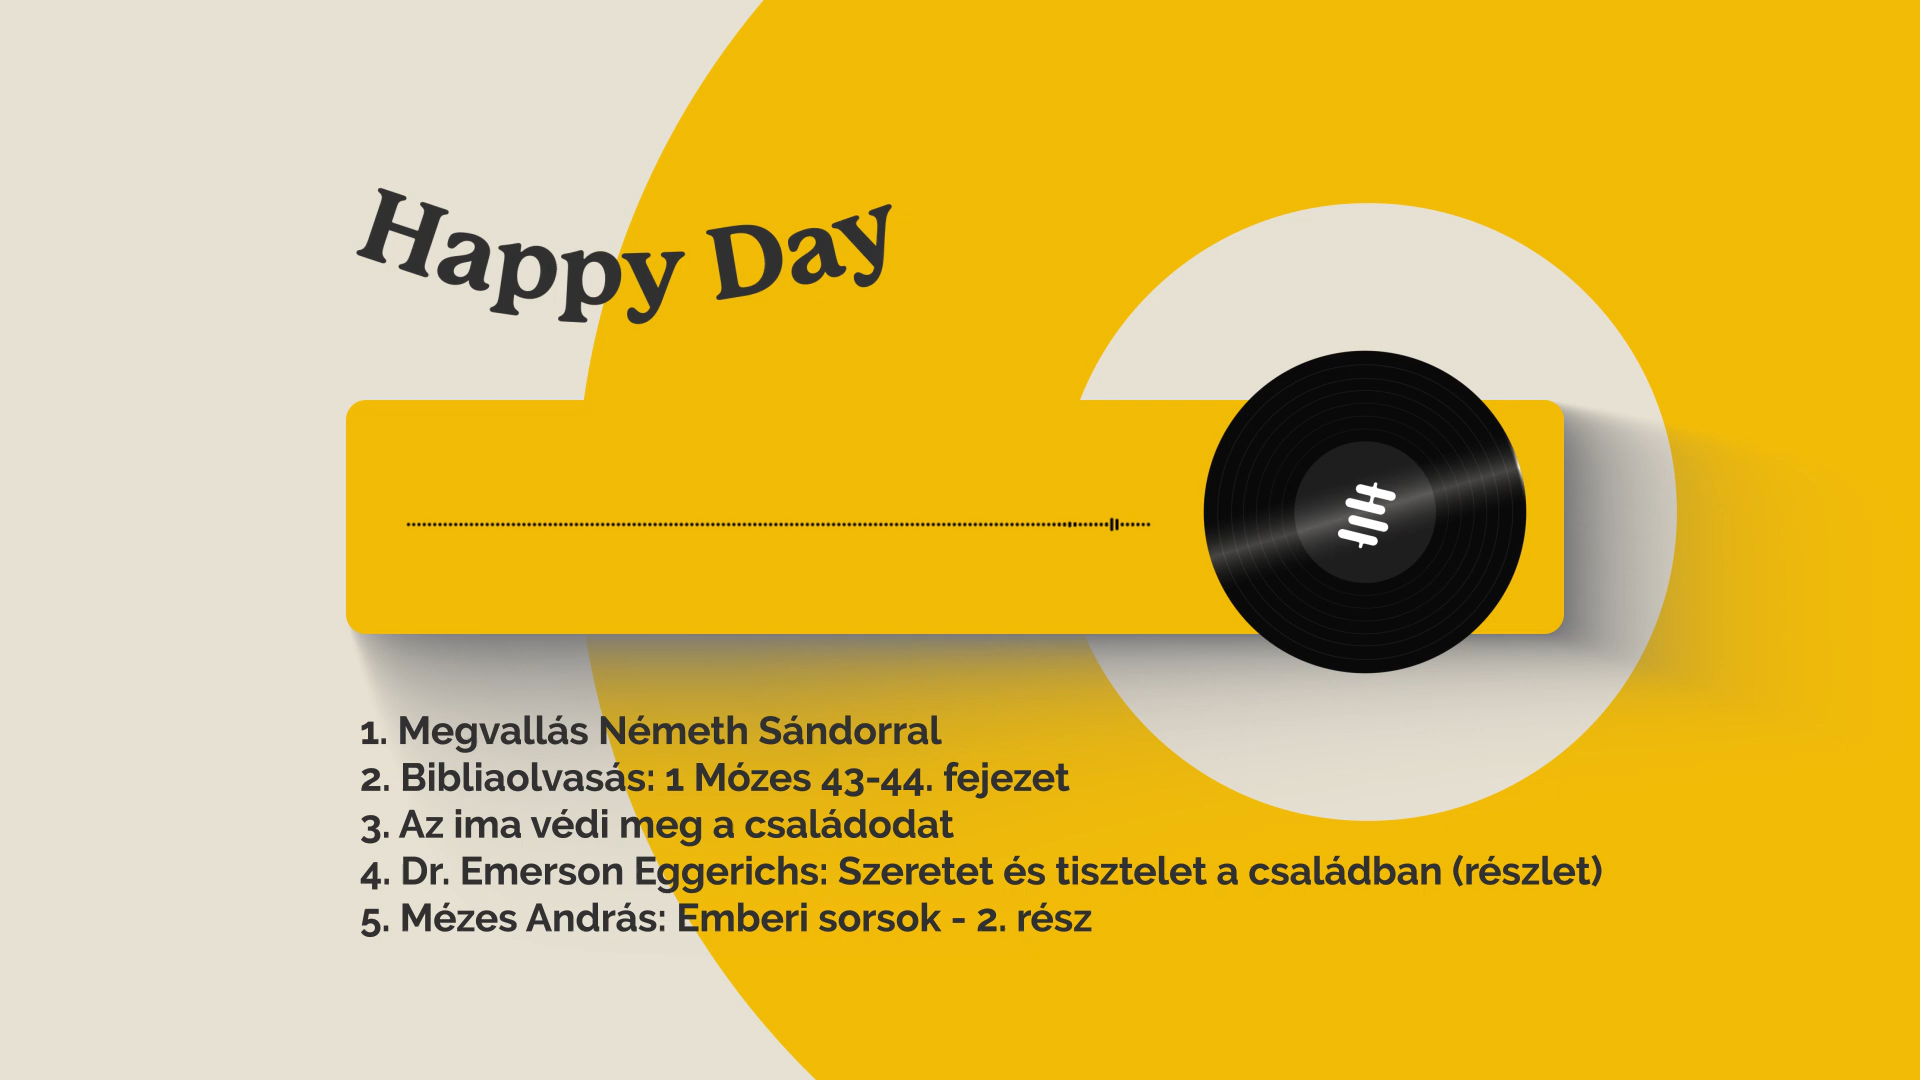 Happy Day
1. Megvallás Németh Sándorral
2. Bibliaolvasás: 1 Mózes 43-44. fejezet
3. Az ima védi meg a családodat
4. Dr. Emerson Eggerichs: Szeretet és tisztelet a családban (részlet)
5. Mézes András: Emberi sorsok - 2. rész